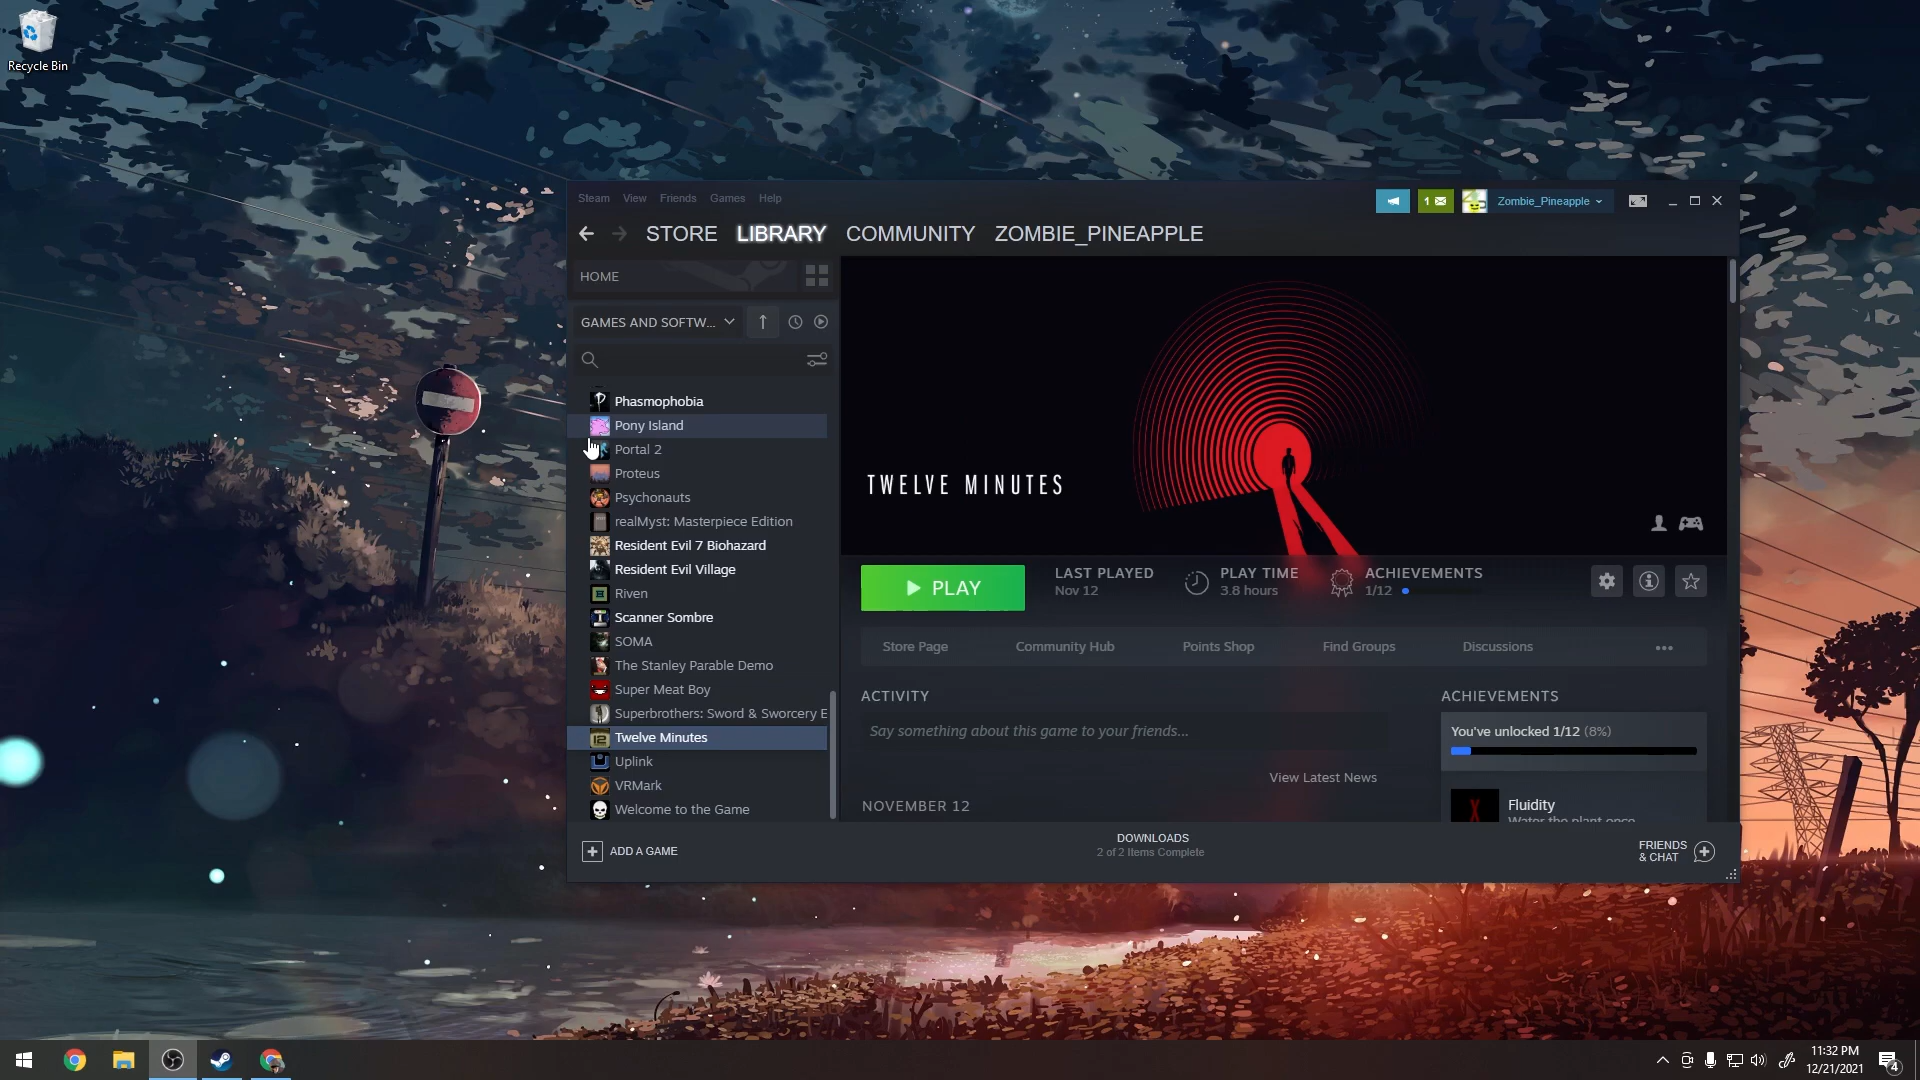 Recycle Bin
Steam View Friends Games Help
1
Zombie_Pineapple
STORE LIBRARY COMMUNITY ZOMBIE_PINEAPPLE
HOME
GAMES AND SOFTW...
Phasmophobia
Pony Island
Portal 2
Proteus
Psychonauts
realMyst: Masterpiece Edition
Resident Evil 7 Biohazard
Resident Evil Village
Riven
Scanner Sombre
SOMA
The Stanley Parable Demo
Super Meat Boy
Superbrothers: Sword & Sworcery E
Twelve Minutes
Uplink
VRMark
Welcome to the Game
ADD A GAME
TWELVE MINUTES
PLAY
LAST PLAYED
Nov 12
PLAY TIME
3.8 hours
ACHIEVEMENTS
1/12
Store Page Community Hub Points Shop Find Groups Discussions
ACTIVITY
Say something about this game to your friends...
View Latest News
NOVEMBER 12
ACHIEVEMENTS
You've unlocked 1/12 (8%)
Fluidity
Water the plant once
DOWNLOADS
2 of 2 Items Complete
FRIENDS
& CHAT
11:32 PM
12/21/2021
4